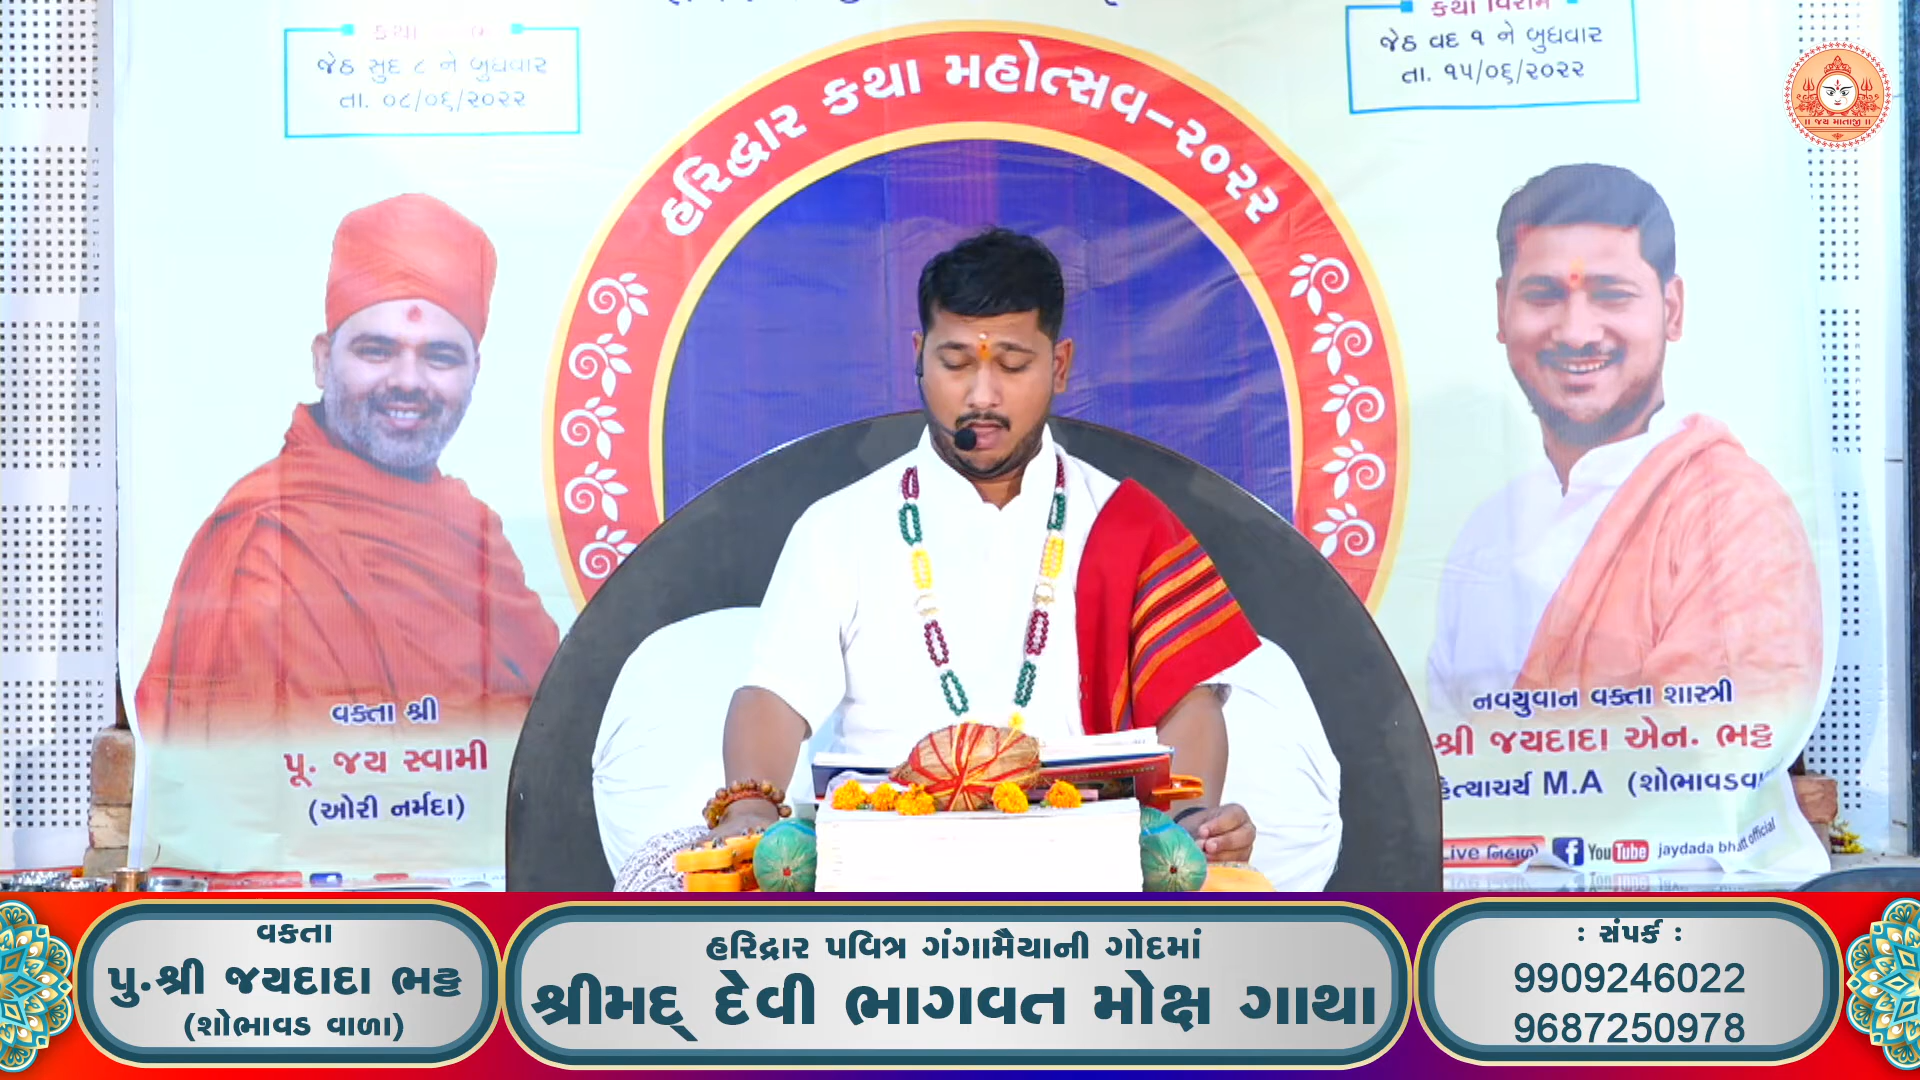 કથા વિરામ
જેઠ સુદ ૮ ને બુધવાર
તા. ૦૮/૦૬/૨૦૨૨
જેઠ વદ ૧ ને બુધવાર
તા. ૧૫/૦૬/૨૦૨૨
॥ જય માતાજી ॥
હરિદ્વાર કથા મહોત્સવ-૨૦૨૨
વક્તા શ્રી
પૂ. જય સ્વામી
(ઓરી નર્મદા)
નવયુવાન વક્તા શાસ્ત્રી
શ્રી જયદાદા એન. ભટ્ટ
M.A
Live નિહાળો YouTube jaydada bhatt official
વકતા
પુ.શ્રી જયદાદા ભટ્ટ
(શોભાવડ વાળા)
હરિદ્વાર પવિત્ર ગંગામૈયાની ગોદમાં
શ્રીમદ્ દેવી ભાગવત મોક્ષ ગાથા
: સંપર્ક :
9909246022
9687250978